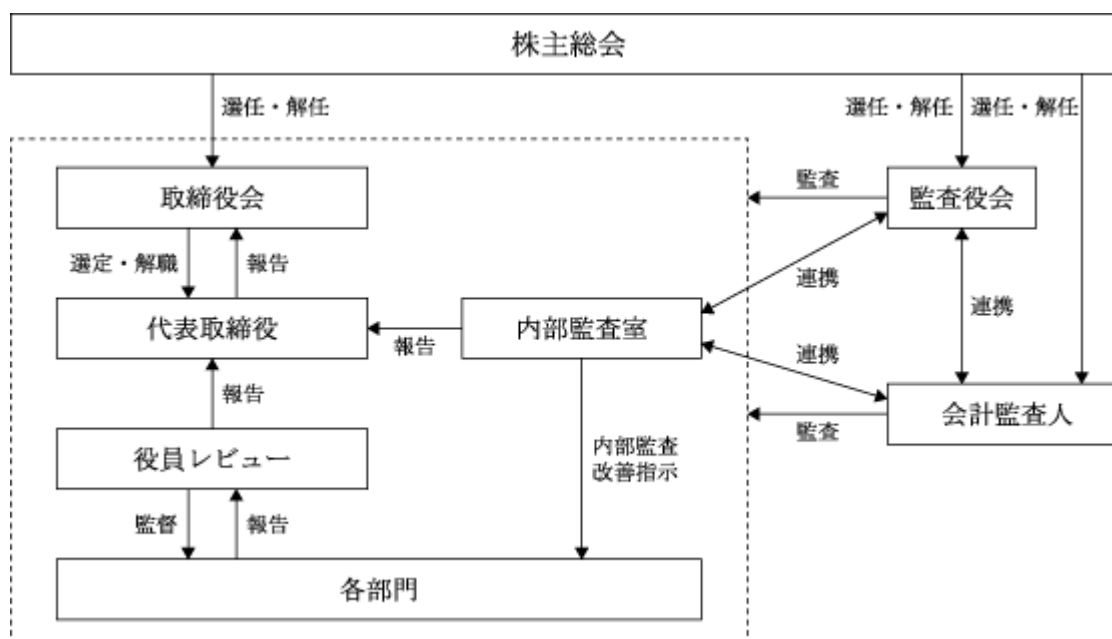 株主総会
選任・解任
選任・解任
選任・解任
取締役会
監査
監査役会
選定・解職
報告
連携
代表取締役
報告
内部監査室
連携
連携
報告
会計監査人
監査
役員レビュー
内部監査
改善指示
監督
報告
各部門